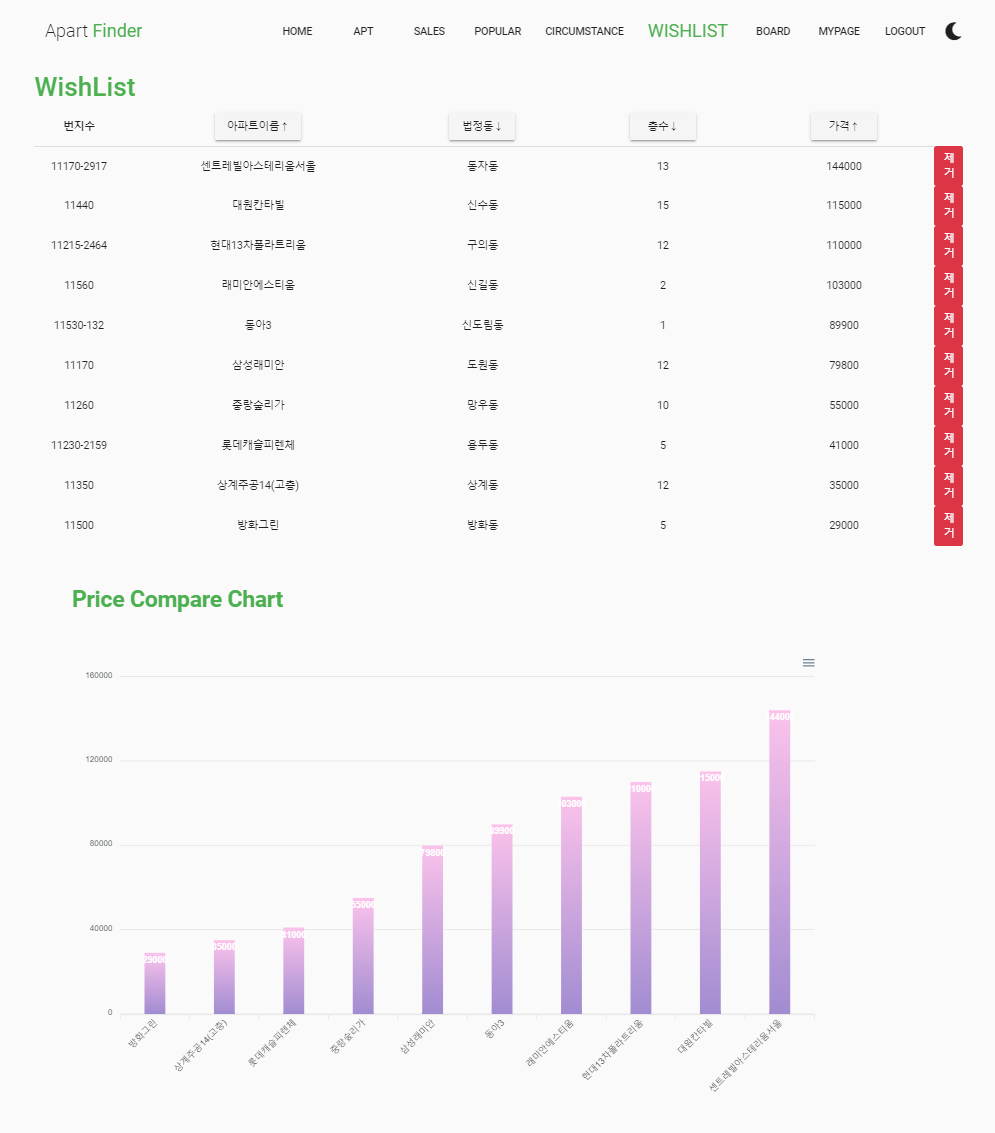 Apart Finder HOME APT SALES POPULAR CIRCUMSTANCE WISHLIST BOARD MYPAGE LOGOUT
WishList
번지수 아파트이름↑ 법정동↓ 층수↓ 가격↑
11170-2917 센트레빌아스테리움서울 동자동 13 144000 제거
11440 대원칸타빌 신수동 15 115000 제거
11215-2464 현대13차폴라트리움 구의동 12 110000 제거
11560 래미안에스티움 신길동 2 103000 제거
11530-132 동아3 신도림동 1 89900 제거
11170 삼성래미안 도원동 12 79800 제거
11260 중랑숲리가 망우동 10 55000 제거
11230-2159 롯데캐슬피렌체 용두동 5 41000 제거
11350 상계주공14(고층) 상계동 12 35000 제거
11500 방화그린 방화동 5 29000 제거
Price Compare Chart
160000
120000
80000
40000
0
29000 35000 41000 55000 79800 89900 103000 110000 115000 144000
방화그린 상계주공14(고층) 롯데캐슬피렌체 중랑숲리가 삼성래미안 동아3 래미안에스티움 현대13차폴라트리움 대원칸타빌 센트레빌아스테리움서울